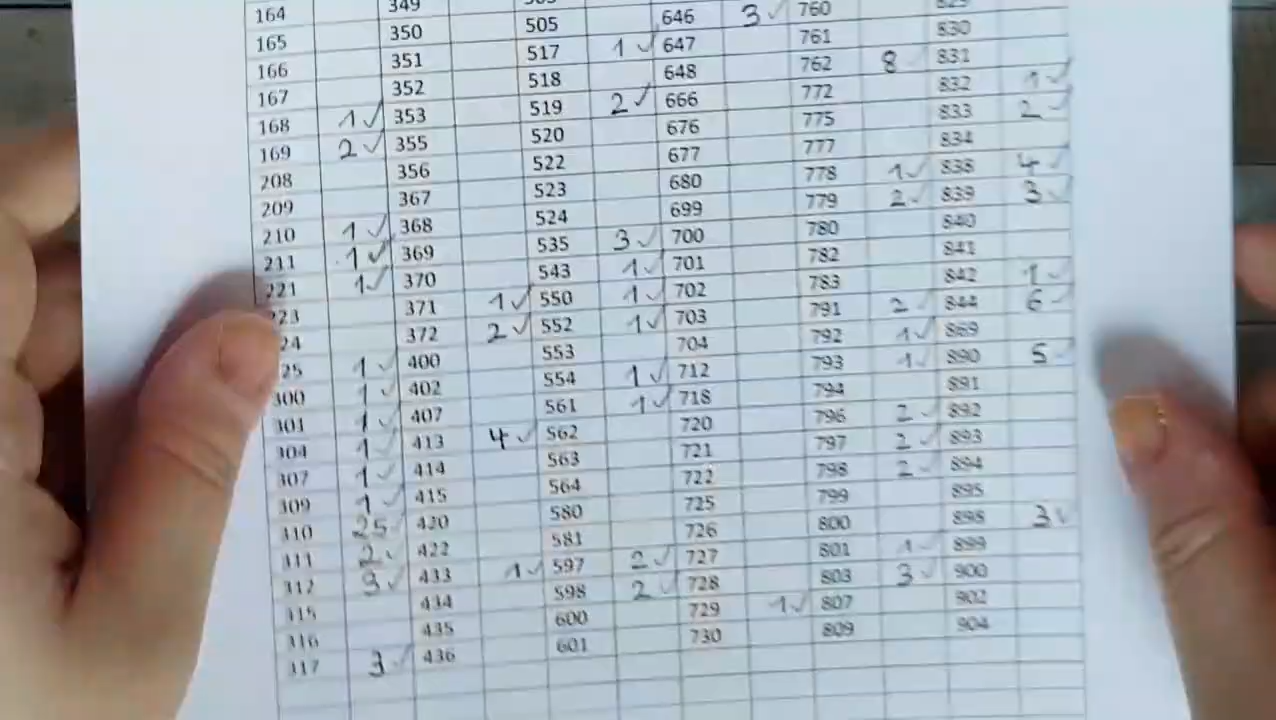 164 349
165 350 505 646 3✓ 760
166 351 517 1✓ 647 761 830
167 352 518 648 762 8✓ 831
168 1✓ 353 519 2✓ 666 772 832 1✓
169 2✓ 355 520 676 775 833 2✓
208 356 522 677 777 834
209 367 523 680 778 1✓ 838 4✓
210 1✓ 368 524 699 779 2✓ 839 3✓
211 1✓ 369 535 3✓ 700 780 840
221 1✓ 370 543 1✓ 701 782 841
23 371 1✓ 550 1✓ 702 783 842 1✓
24 372 2✓ 552 1✓ 703 791 2✓ 844 6✓
25 1✓ 400 553 704 792 1✓ 869
300 1✓ 402 554 1✓ 712 793 1✓ 890 5✓
301 1✓ 407 561 1✓ 718 794 891
304 1✓ 413 4✓ 562 720 796 2✓ 892
307 1✓ 414 563 721 797 2✓ 893
309 1✓ 415 564 722 798 2✓ 894
310 25✓ 420 580 725 799 895
311 2✓ 422 581 726 800 898 3✓
312 3✓ 433 1✓ 597 2✓ 727 801 1✓ 899
315 434 598 2✓ 728 803 3✓ 900
316 435 600 729 1✓ 807 902
317 3✓ 436 601 730 809 904